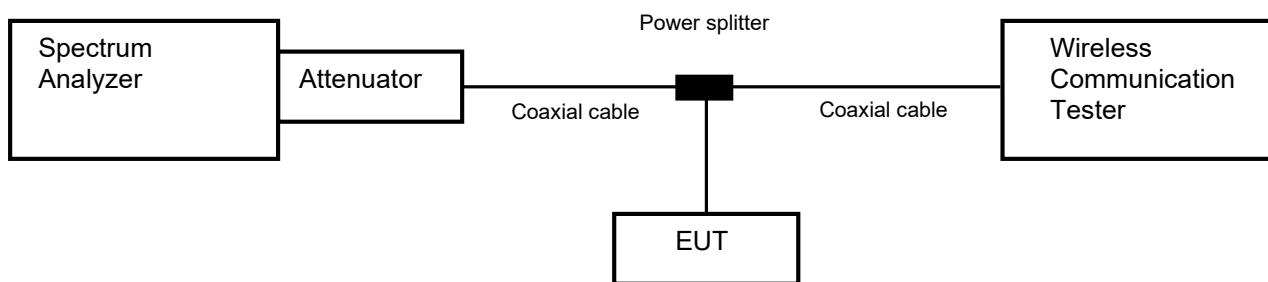 Power splitter
Spectrum
Analyzer
Attenuator
Wireless
Communication
Tester
Coaxial cable
Coaxial cable
EUT